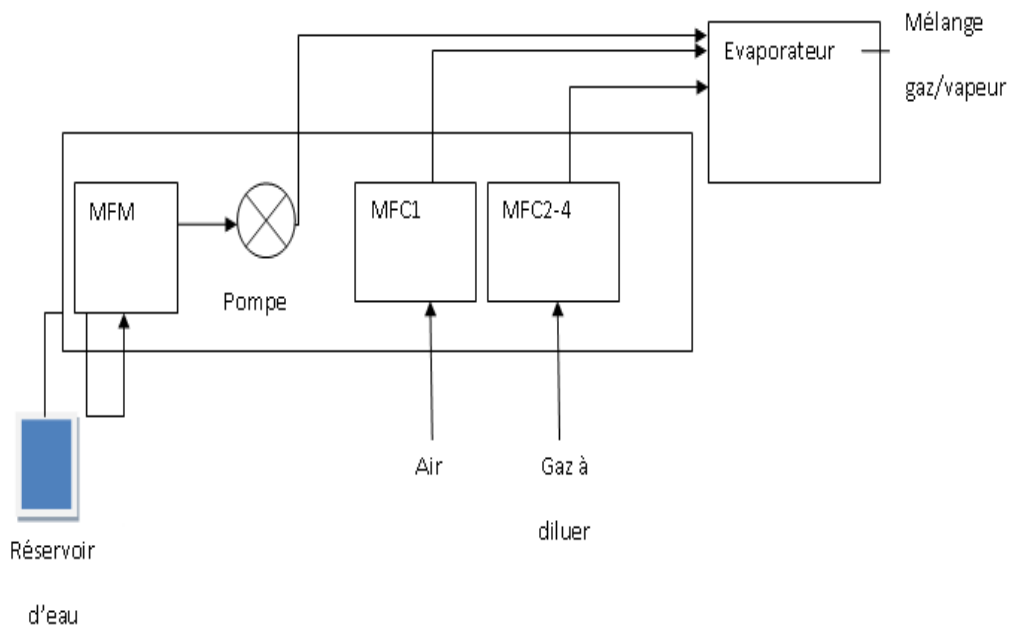 Mélange
gaz/vapeur
Evaporateur
MFM
Pompe
MFC1
MFC2-4
Air
Gaz à
diluer
Réservoir
d'eau